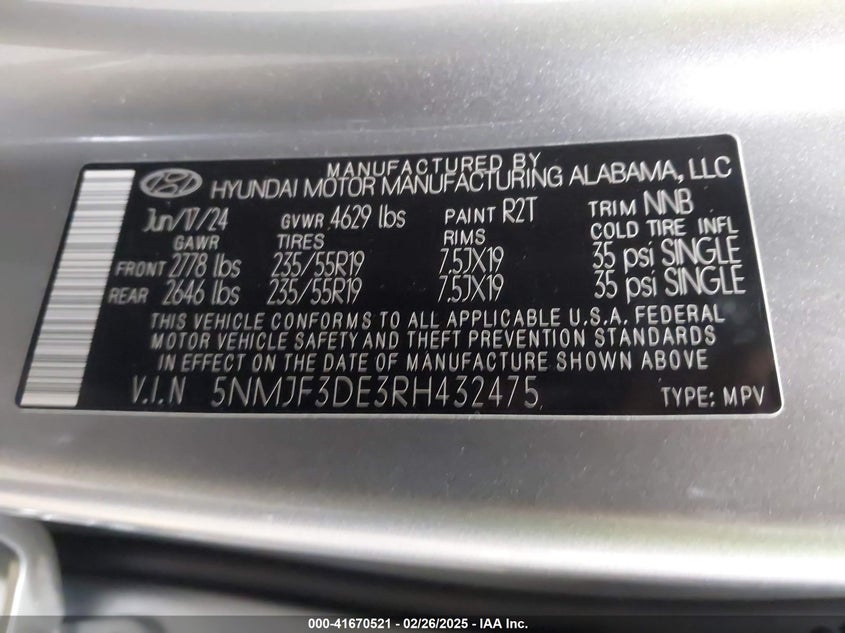 MANUFACTURED BY
HYUNDAI MOTOR MANUFACTURING ALABAMA, LLC
Jun/17/24 GVWR 4629 lbs PAINT R2T TRIM NNB
GAWR TIRES RIMS COLD TIRE INFL
FRONT 2778 lbs 235/55R19 7.5JX19 35 psi SINGLE
REAR 2646 lbs 235/55R19 7.5JX19 35 psi SINGLE
THIS VEHICLE CONFORMS TO ALL APPLICABLE U.S.A. FEDERAL
MOTOR VEHICLE SAFETY AND THEFT PREVENTION STANDARDS
IN EFFECT ON THE DATE OF MANUFACTURE SHOWN ABOVE.
V.I.N 5NMJF3DE3RH432475 TYPE: MPV
000-41670521 / 02/26/2025 - IAA Inc.